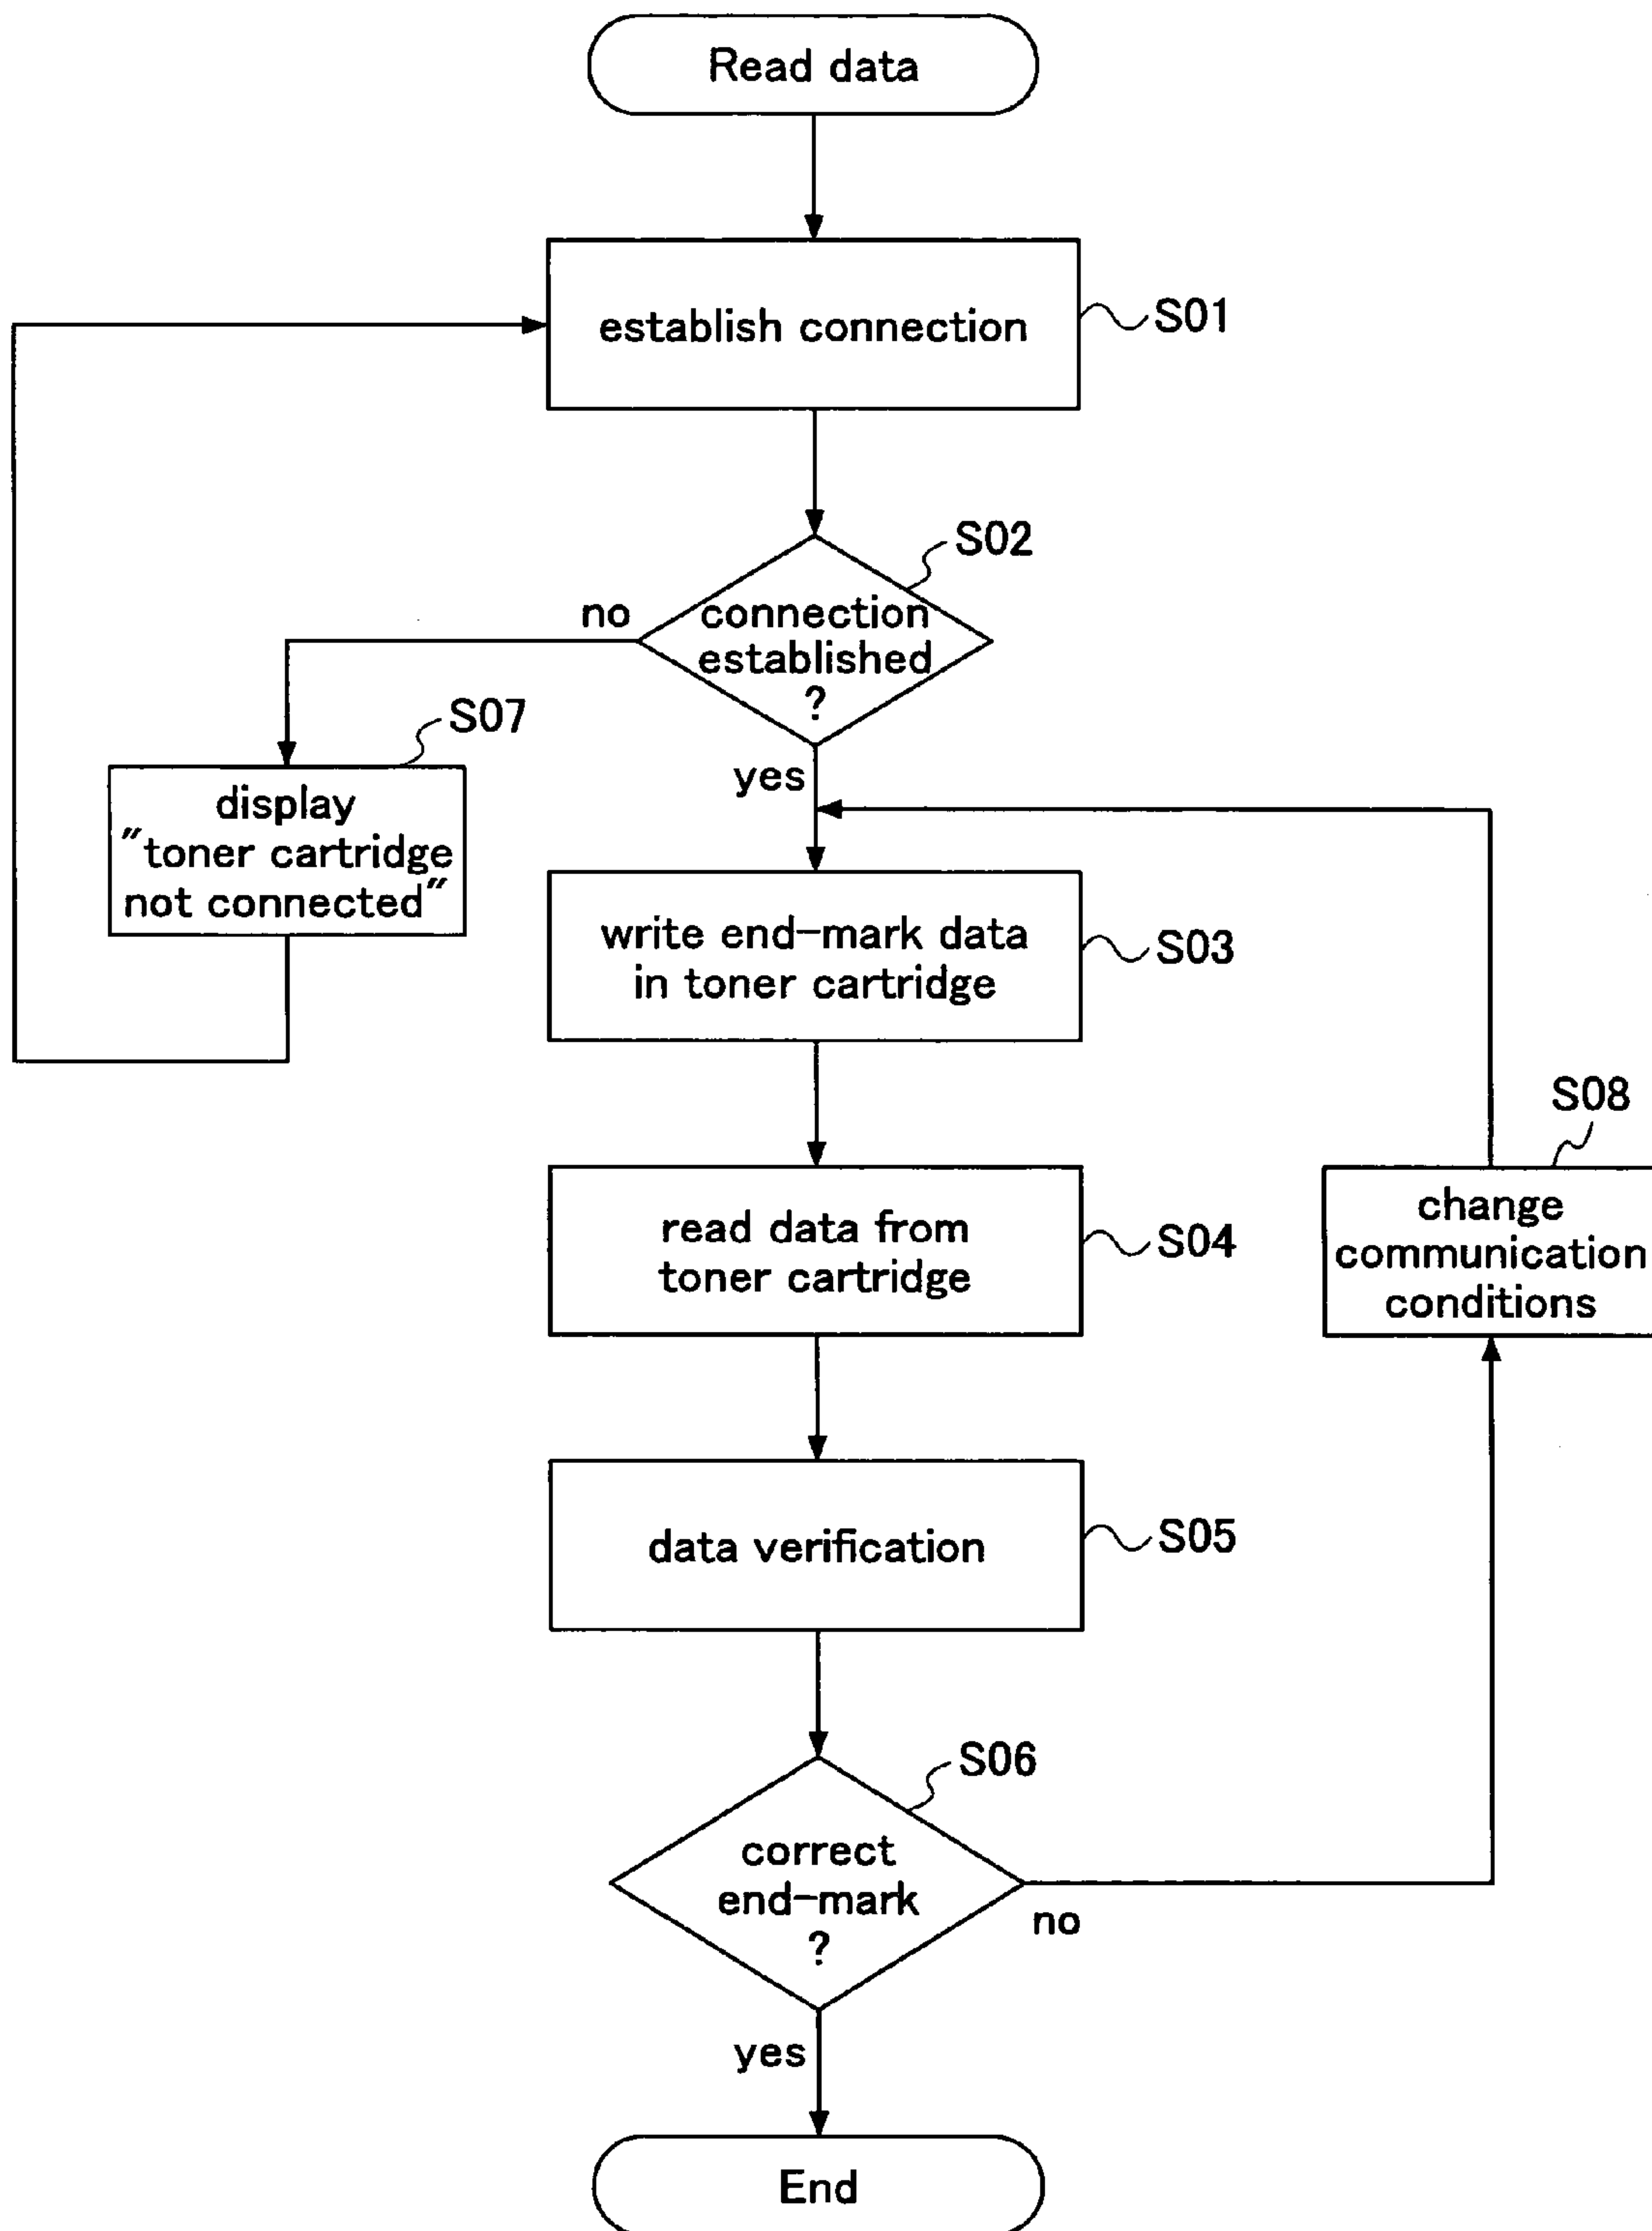 Read data
establish connection
S01
S02
no
connection
established
?
S07
yes
display
"toner cartridge
not connected"
write end-mark data
in toner cartridge
S03
S08
read data from
toner cartridge
S04
change
communication
conditions
data verification
S05
S06
correct
end-mark
?
no
yes
End